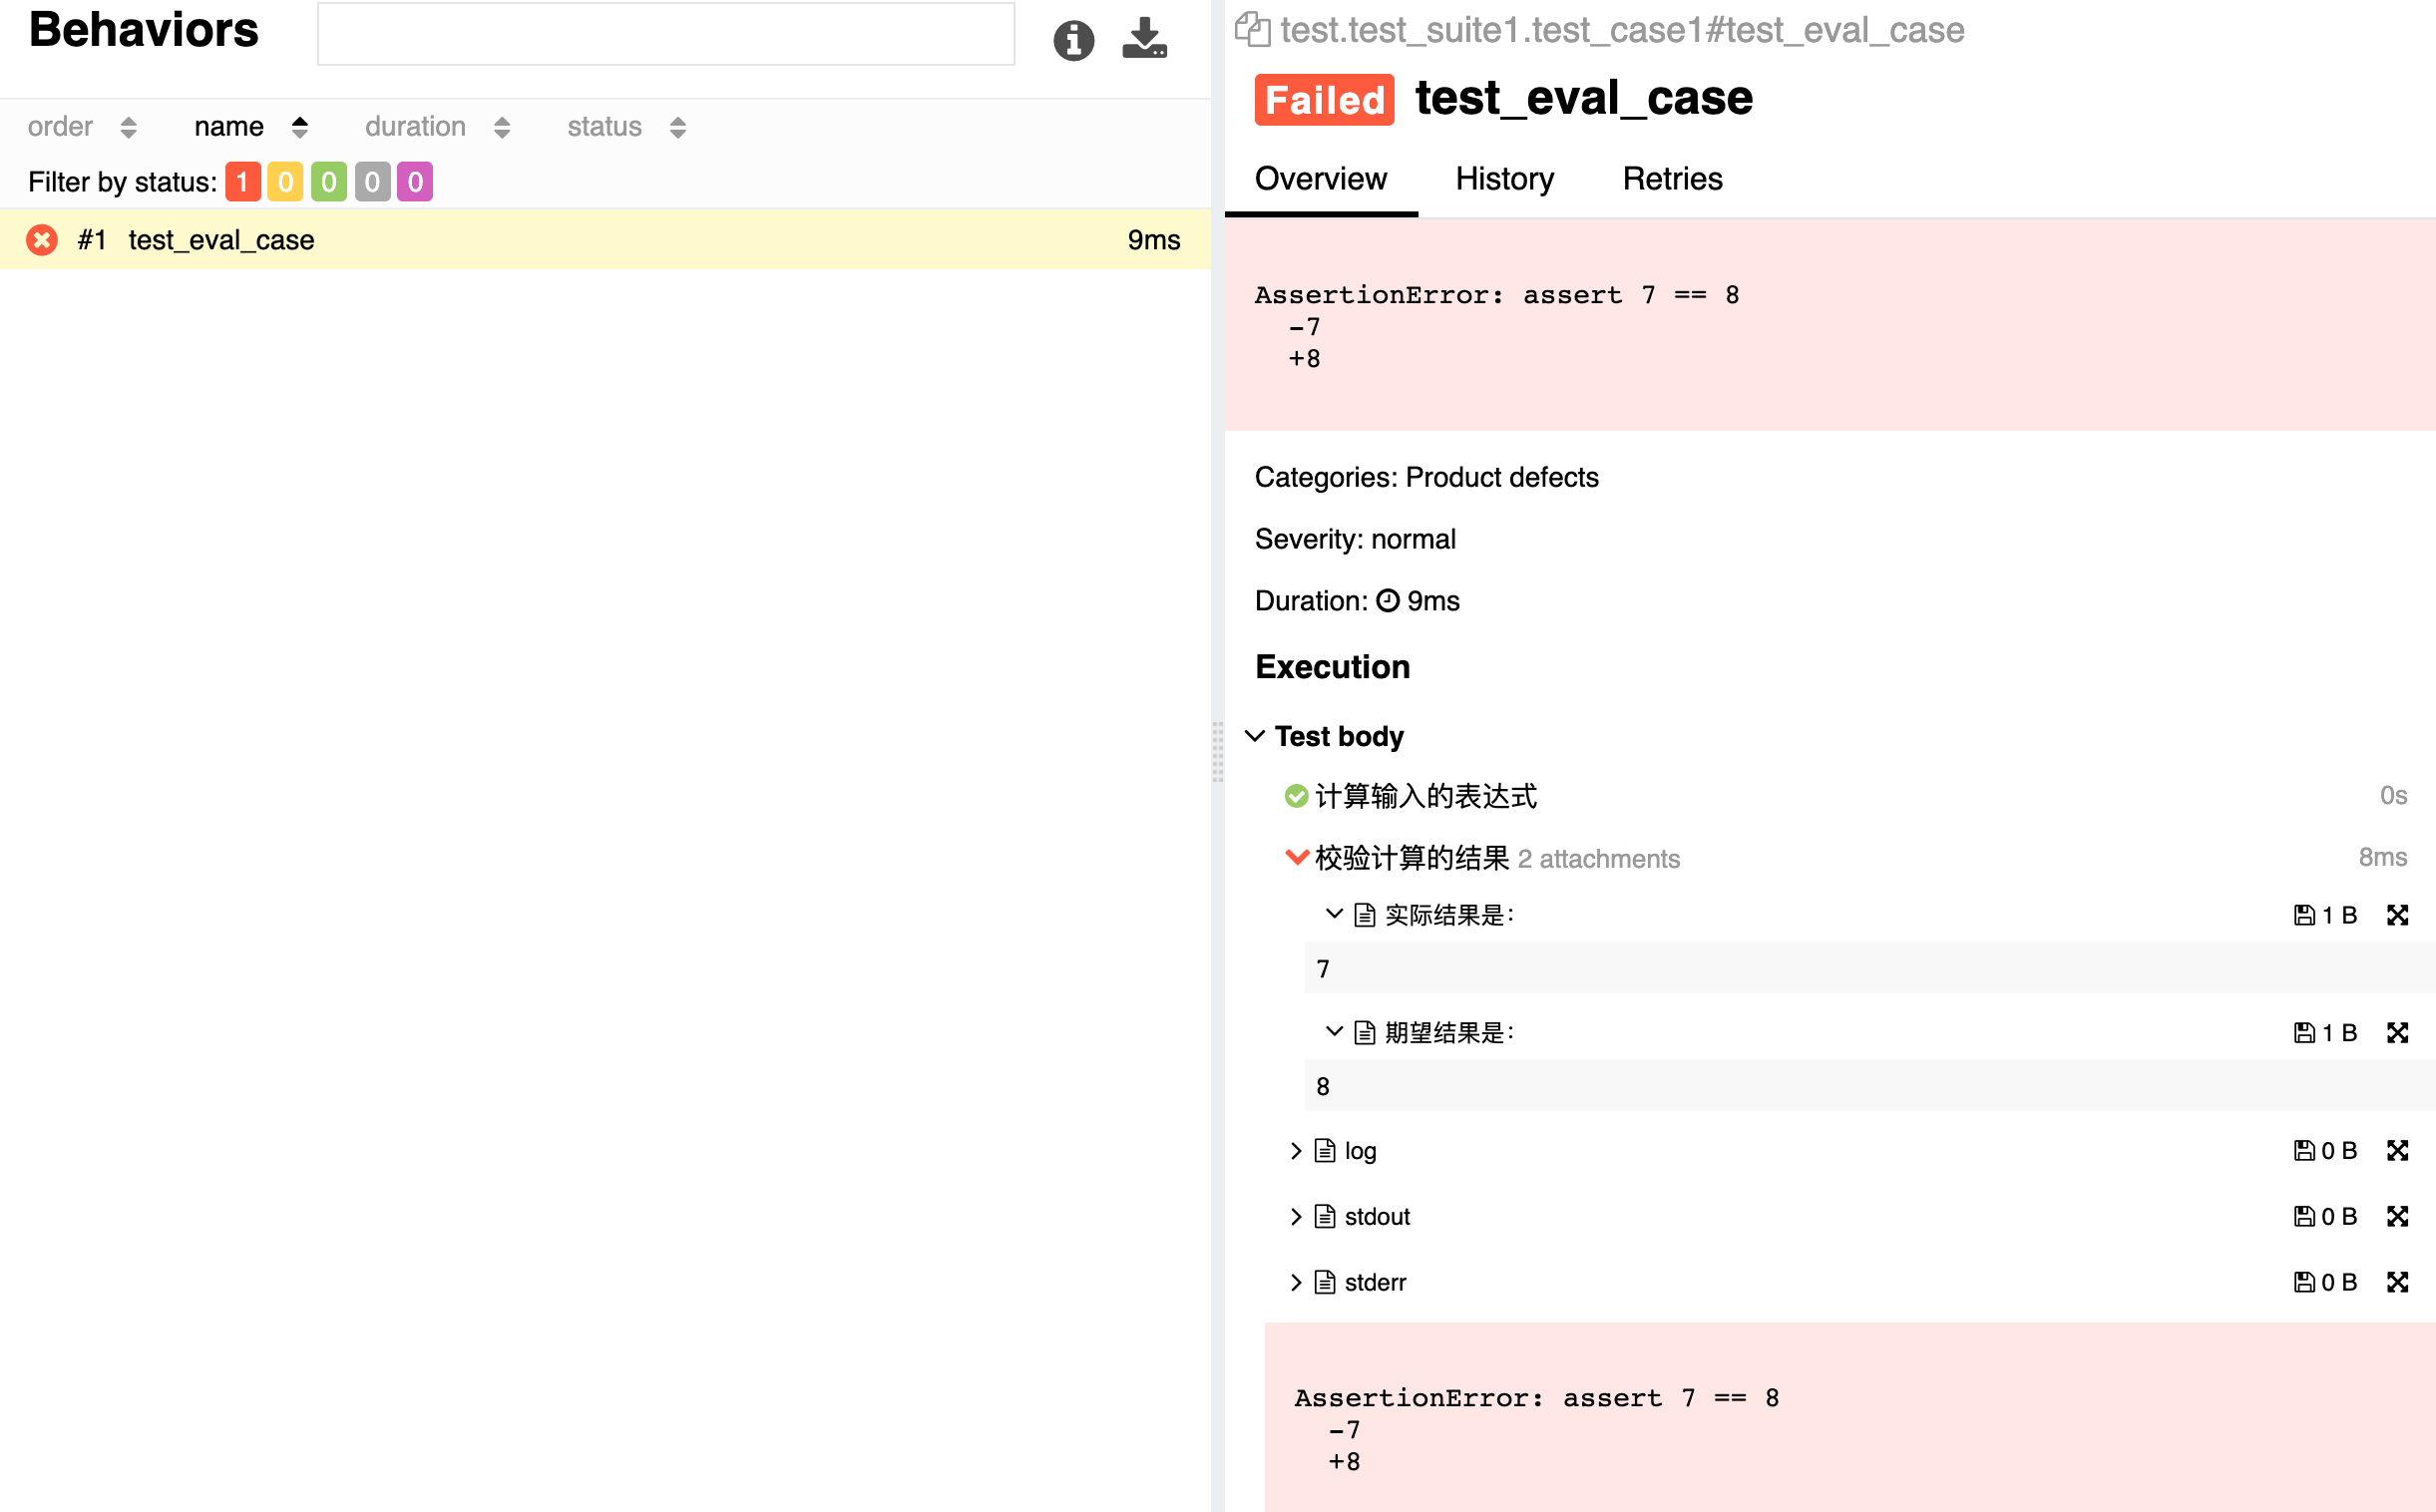 Behaviors
order name duration status
Filter by status: 1 0 0 0 0
#1 test_eval_case 9ms
test.test_suite1.test_case1#test_eval_case
Failed test_eval_case
Overview History Retries
AssertionError: assert 7 == 8
-7
+8
Categories: Product defects
Severity: normal
Duration: 9ms
Execution
Test body
计算输入的表达式 0s
校验计算的结果 2 attachments 8ms
实际结果是: 1 B
7
期望结果是: 1 B
8
log 0 B
stdout 0 B
stderr 0 B
AssertionError: assert 7 == 8
-7
+8